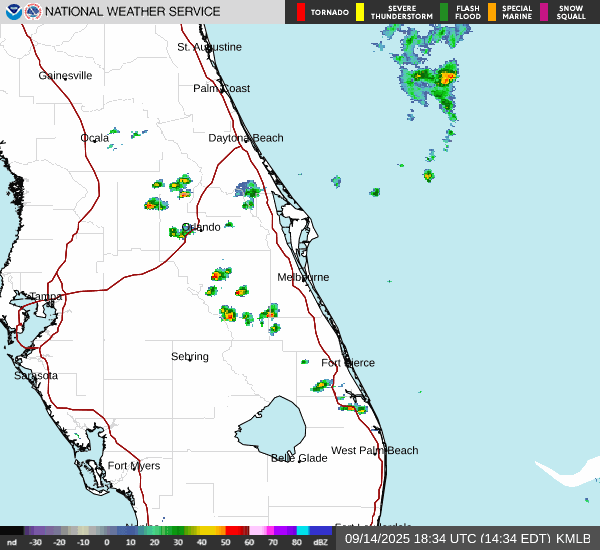 NATIONAL WEATHER SERVICE
TORNADO
SEVERE THUNDERSTORM
FLASH FLOOD
SPECIAL MARINE
SNOW SQUALL
St. Augustine
Gainesville
Palm Coast
Ocala
Daytona Beach
Orlando
Melbourne
Tampa
Sebring
Fort Pierce
Sarasota
West Palm Beach
Belle Glade
Fort Myers
nd -30 -20 -10 0 10 20 30 40 50 60 70 80 dBZ
09/14/2025 18:34 UTC (14:34 EDT) KMLB